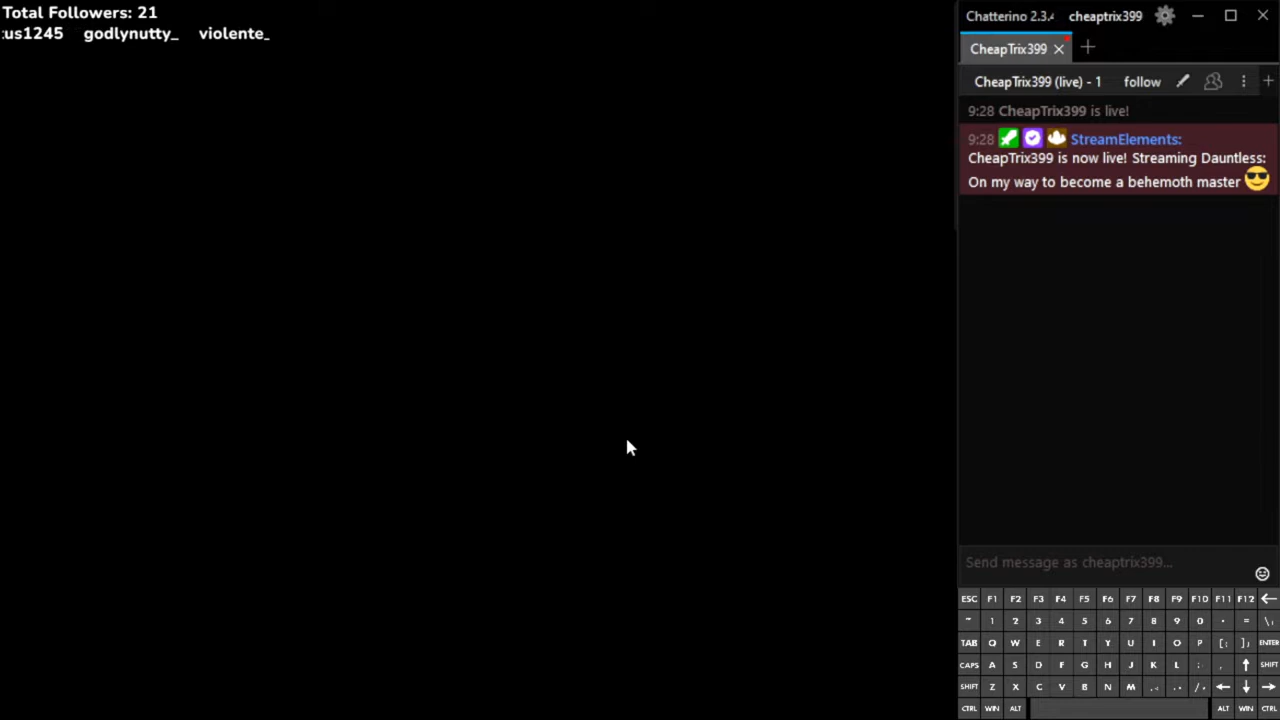 Total Followers: 21
us1245 godlynutty_ violente_
Chatterino 2.3.4 cheaptrix399
CheapTrix399
CheapTrix399 (live) - 1 follow
9:28 CheapTrix399 is live!
9:28 StreamElements:
CheapTrix399 is now live! Streaming Dauntless:
On my way to become a behemoth master
Send message as cheaptrix399...
ESC F1 F2 F3 F4 F5 F6 F7 F8 F9 F10 F11 F12 ←
~ 1 2 3 4 5 6 7 8 9 0 - = \
TAB Q W E R T Y U I O P [ ] ENTER
CAPS A S D F G H J K L ; , ↑ SHIFT
SHIFT Z X C V B N M / ← ↓ →
CTRL WIN ALT ALT WIN CTRL